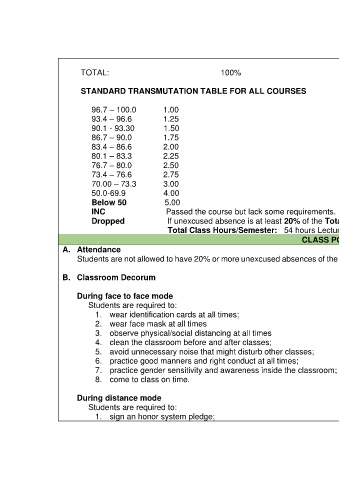 TOTAL: 100%
STANDARD TRANSMUTATION TABLE FOR ALL COURSES
96.7 – 100.0 1.00
93.4 – 96.6 1.25
90.1 - 93.30 1.50
86.7 – 90.0 1.75
83.4 – 86.6 2.00
80.1 – 83.3 2.25
76.7 – 80.0 2.50
73.4 – 76.6 2.75
70.00 – 73.3 3.00
50.0-69.9 4.00
Below 50 5.00
INC Passed the course but lack some requirements.
Dropped If unexcused absence is at least 20% of the Tota
Total Class Hours/Semester: 54 hours Lectur
CLASS PO
A. Attendance
Students are not allowed to have 20% or more unexcused absences of the
B. Classroom Decorum
During face to face mode
Students are required to:
1. wear identification cards at all times;
2. wear face mask at all times
3. observe physical/social distancing at all times
4. clean the classroom before and after classes;
5. avoid unnecessary noise that might disturb other classes;
6. practice good manners and right conduct at all times;
7. practice gender sensitivity and awareness inside the classroom;
8. come to class on time.
During distance mode
Students are required to:
1. sign an honor system pledge;